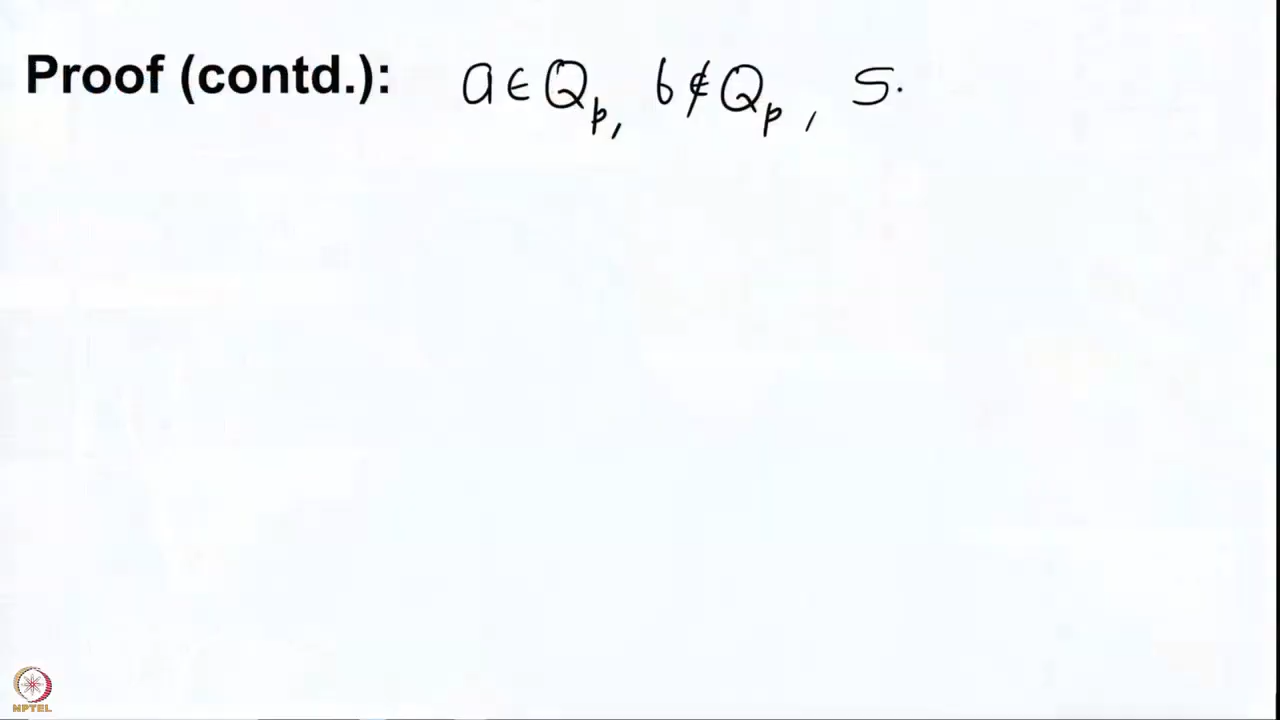 Proof (contd.): a ∈ Q_p, b ∉ Q_p, s.
NPTEL